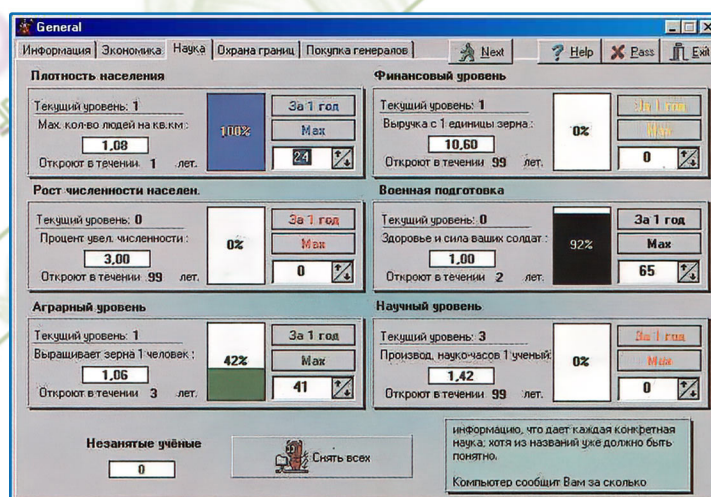 General
Информация Экономика Наука Охрана границ Покупка генералов Next Help Pass Exit
Плотность населения
Текущий уровень: 1
Мах. кол-во людей на кв.км :
1,08
Откроют в течении 1 лет.
100%
За 1 год
Max
24
Финансовый уровень
Текущий уровень: 1
Выручка с 1 единицы зерна :
10,60
Откроют в течении 99 лет.
0%
За 1 год
Max
0
Рост численности населен.
Текущий уровень: 0
Процент увел. численности :
3,00
Откроют в течении 99 лет.
0%
За 1 год
Max
0
Военная подготовка
Текущий уровень: 0
Здоровье и сила ваших солдат :
1,00
Откроют в течении 2 лет.
92%
За 1 год
Max
65
Аграрный уровень
Текущий уровень: 1
Выращивает зерна 1 человек :
1,06
Откроют в течении 3 лет.
42%
За 1 год
Max
41
Научный уровень
Текущий уровень: 3
Производ. науко-часов 1 ученый:
1,42
Откроют в течении 99 лет.
0%
За 1 год
Max
0
Незанятые учёные
0
Снять всех
информацию, что дает каждая конкретная
наука; хотя из названий уже должно быть
понятно.
Компьютер сообщит Вам за сколько